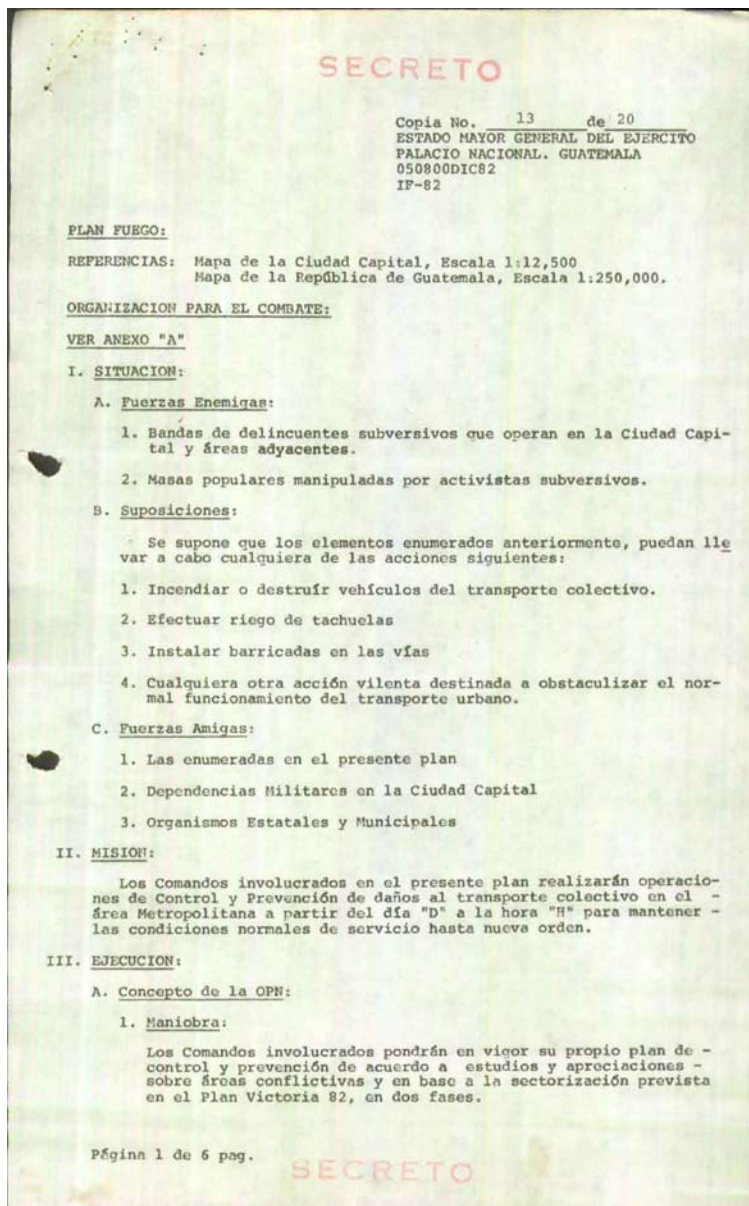 SECRETO
Copia No. 13 de 20
ESTADO MAYOR GENERAL DEL EJERCITO
PALACIO NACIONAL. GUATEMALA
050800DIC82
IF-82
PLAN FUEGO:
REFERENCIAS: Mapa de la Ciudad Capital, Escala 1:12,500
Mapa de la República de Guatemala, Escala 1:250,000.
ORGANIZACION PARA EL COMBATE:
VER ANEXO "A"
I. SITUACION:
A. Fuerzas Enemigas:
1. Bandas de delincuentes subversivos que operan en la Ciudad Capi-
tal y áreas adyacentes.
2. Masas populares manipuladas por activistas subversivos.
B. Suposiciones:
Se supone que los elementos enumerados anteriormente, puedan lle
var a cabo cualquiera de las acciones siguientes:
1. Incendiar o destruír vehículos del transporte colectivo.
2. Efectuar riego de tachuelas
3. Instalar barricadas en las vías
4. Cualquiera otra acción vilenta destinada a obstaculizar el nor-
mal funcionamiento del transporte urbano.
C. Fuerzas Amigas:
1. Las enumeradas en el presente plan
2. Dependencias Militares en la Ciudad Capital
3. Organismos Estatales y Municipales
II. MISION:
Los Comandos involucrados en el presente plan realizarán operacio-
nes de Control y Prevención de daños al transporte colectivo en el -
área Metropolitana a partir del día "D" a la hora "H" para mantener -
las condiciones normales de servicio hasta nueva orden.
III. EJECUCION:
A. Concepto de la OPN:
1. Maniobra:
Los Comandos involucrados pondrán en vigor su propio plan de -
control y prevención de acuerdo a estudios y apreciaciones -
sobre áreas conflictivas y en base a la sectorización prevista
en el Plan Victoria 82, en dos fases.
Página 1 de 6 pag.
SECRETO